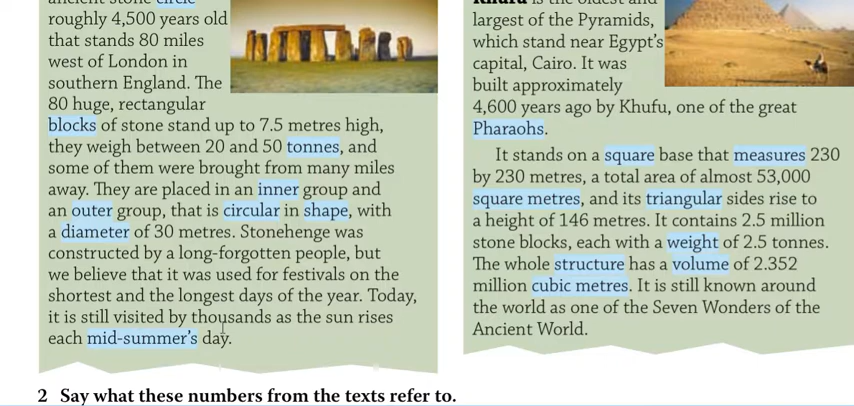 ancient stone circle
roughly 4,500 years old
that stands 80 miles
west of London in
southern England. The
80 huge, rectangular
blocks of stone stand up to 7.5 metres high,
they weigh between 20 and 50 tonnes, and
some of them were brought from many miles
away. They are placed in an inner group and
an outer group, that is circular in shape, with
a diameter of 30 metres. Stonehenge was
constructed by a long-forgotten people, but
we believe that it was used for festivals on the
shortest and the longest days of the year. Today,
it is still visited by thousands as the sun rises
each mid-summer's day.
Khufu is the oldest and
largest of the Pyramids,
which stand near Egypt's
capital, Cairo. It was
built approximately
4,600 years ago by Khufu, one of the great
Pharaohs.
It stands on a square base that measures 230
by 230 metres, a total area of almost 53,000
square metres, and its triangular sides rise to
a height of 146 metres. It contains 2.5 million
stone blocks, each with a weight of 2.5 tonnes.
The whole structure has a volume of 2.352
million cubic metres. It is still known around
the world as one of the Seven Wonders of the
Ancient World.
2 Say what these numbers from the texts refer to.